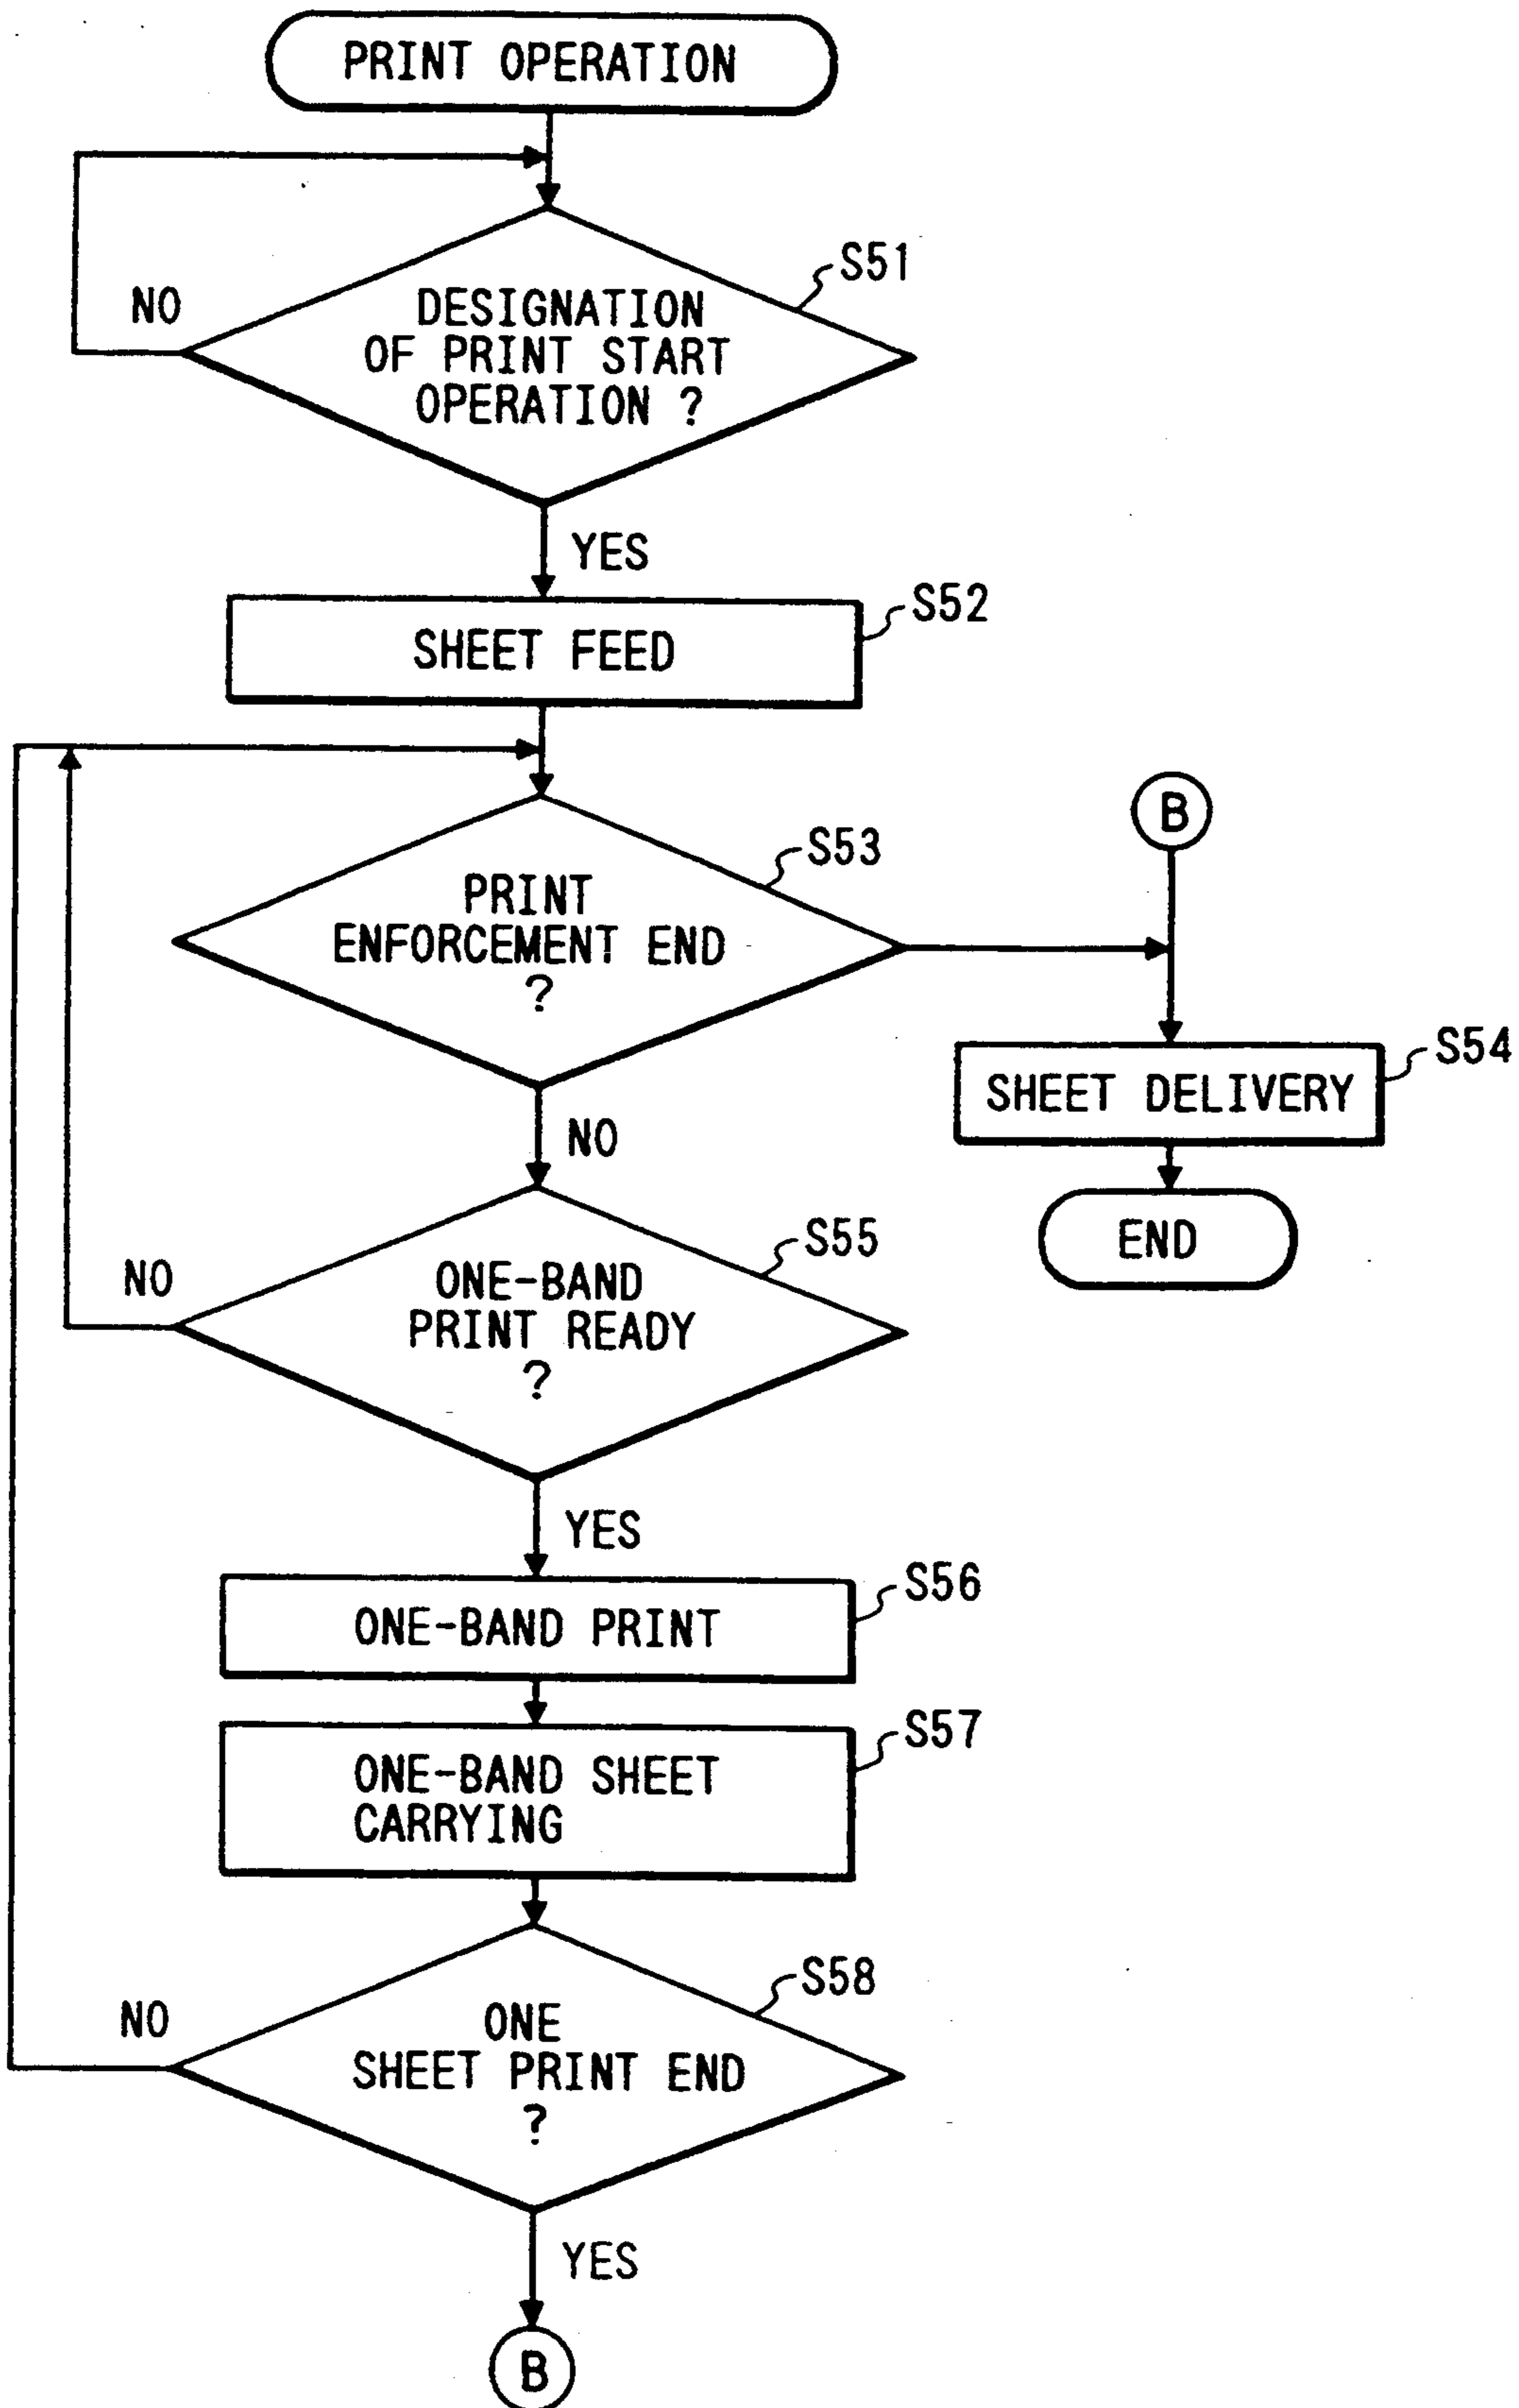 PRINT OPERATION
S51
NO
DESIGNATION
OF PRINT START
OPERATION ?
YES
S52
SHEET FEED
B
S53
PRINT
ENFORCEMENT END
?
S54
SHEET DELIVERY
NO
END
S55
NO
ONE-BAND
PRINT READY
?
YES
S56
ONE-BAND PRINT
S57
ONE-BAND SHEET
CARRYING
S58
NO
ONE
SHEET PRINT END
?
YES
B